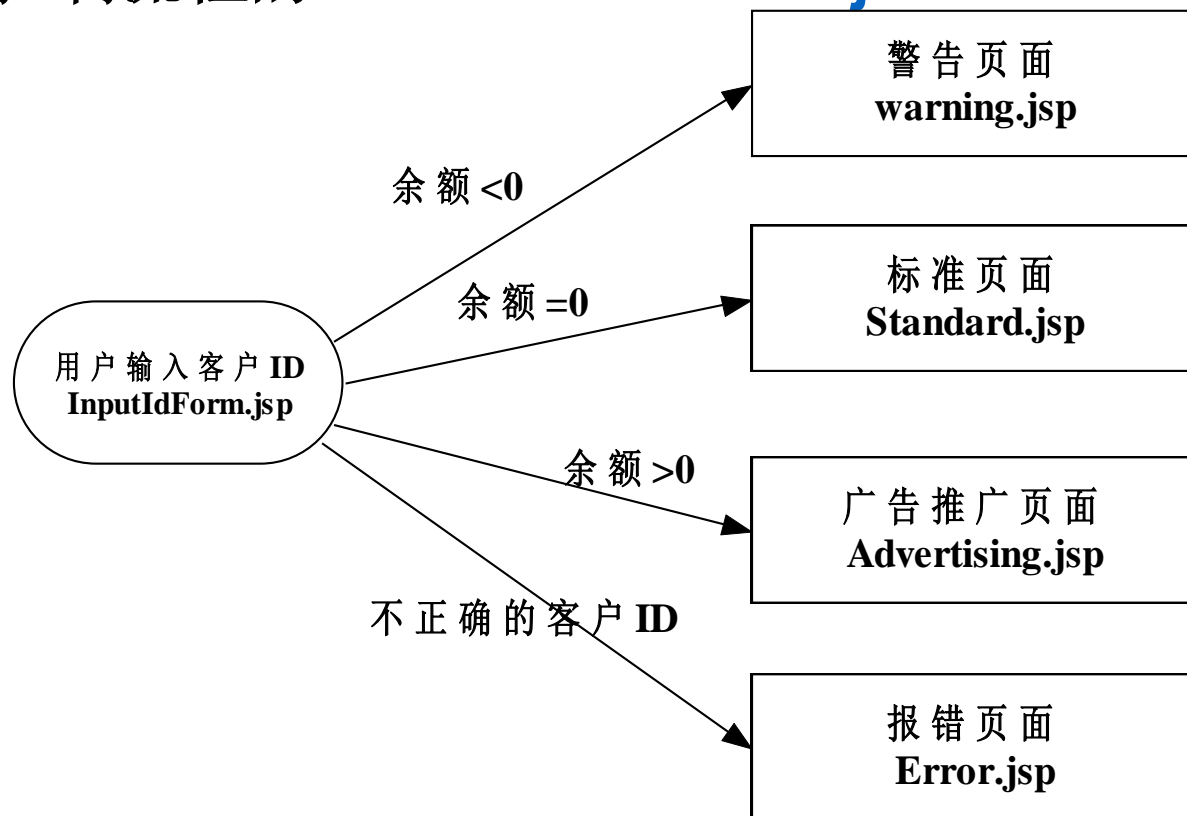 警告页面
warning.jsp
余额<0
标准页面
Standard.jsp
余额=0
用户输入客户ID
InputIdForm.jsp
余额>0
广告推广页面
Advertising.jsp
不正确的客户ID
报错页面
Error.jsp